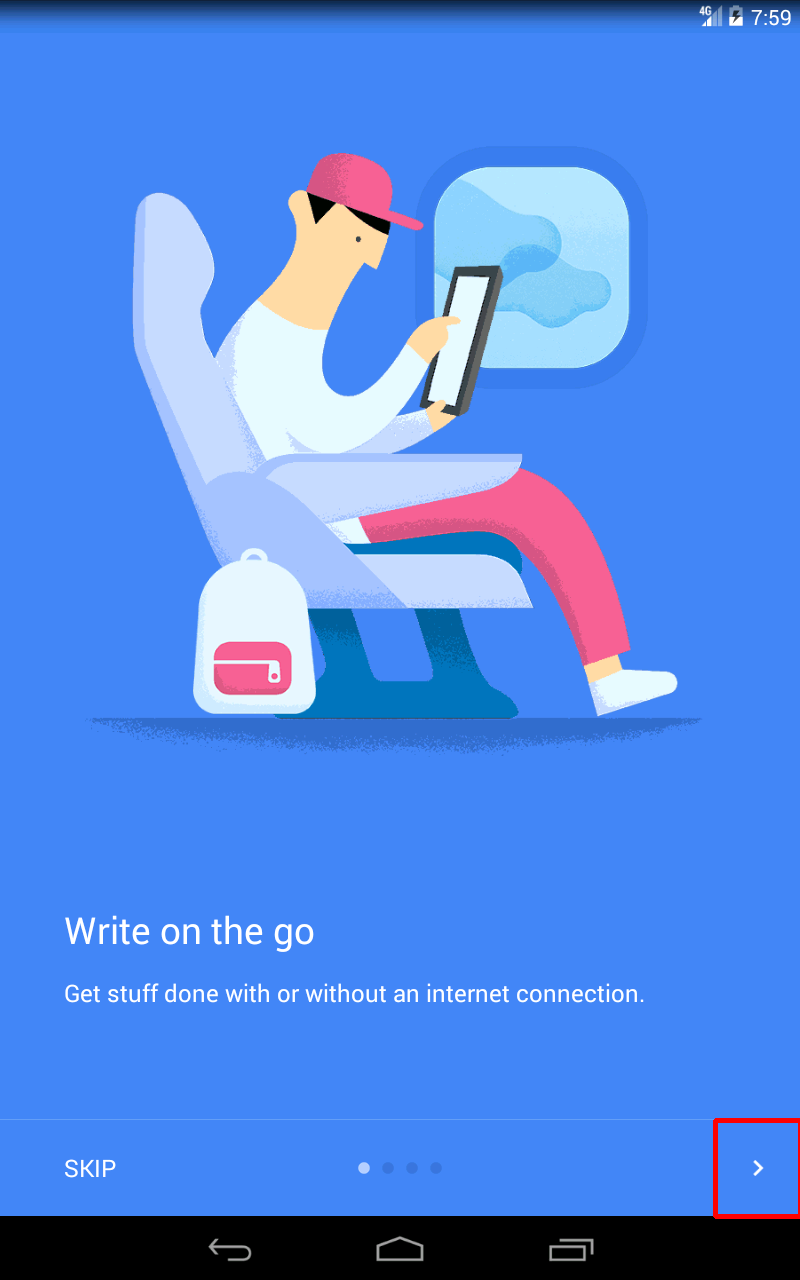 4G 7:59
Write on the go
Get stuff done with or without an internet connection.
SKIP